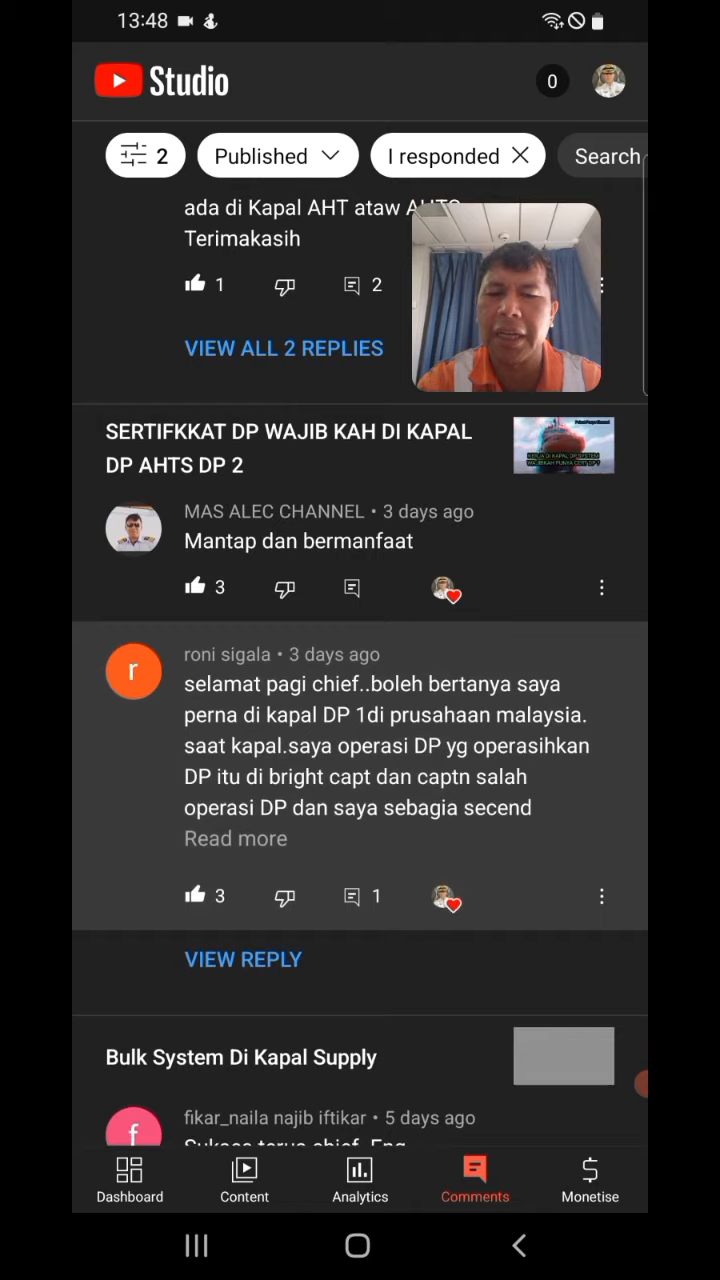 13:48
Studio
0
2
Published
I responded
Search
ada di Kapal AHT ataw AHTS
Terimakasih
1
2
VIEW ALL 2 REPLIES
SERTIFKKAT DP WAJIB KAH DI KAPAL
DP AHTS DP 2
MAS ALEC CHANNEL • 3 days ago
Mantap dan bermanfaat
3
r
roni sigala • 3 days ago
selamat pagi chief..boleh bertanya saya
perna di kapal DP 1di prusahaan malaysia.
saat kapal.saya operasi DP yg operasihkan
DP itu di bright capt dan captn salah
operasi DP dan saya sebagia secend
Read more
3
1
VIEW REPLY
Bulk System Di Kapal Supply
f
fikar_naila najib iftikar • 5 days ago
Sukses terus chief
Dashboard
Content
Analytics
Comments
Monetise